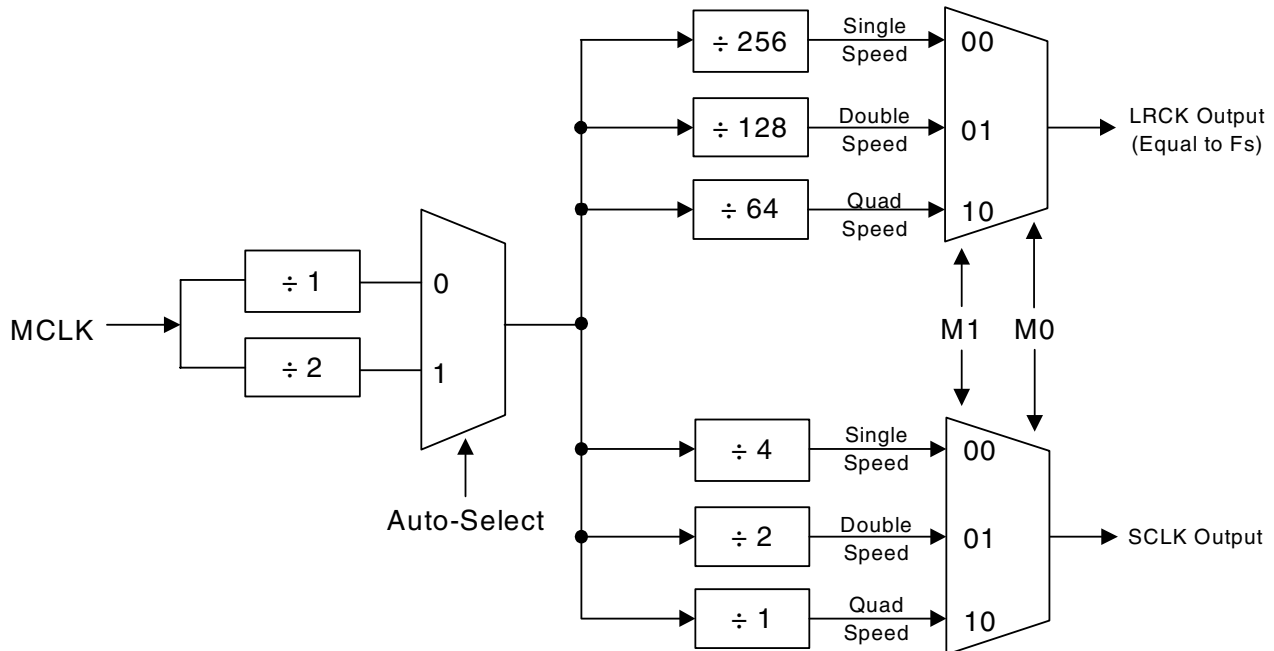 ÷ 256
Single
Speed
00
÷ 128
Double
Speed
01
LRCK Output
(Equal to Fs)
÷ 64
Quad
Speed
10
÷ 1
0
MCLK
÷ 2
1
M1
M0
Auto-Select
÷ 4
Single
Speed
00
÷ 2
Double
Speed
01
SCLK Output
÷ 1
Quad
Speed
10